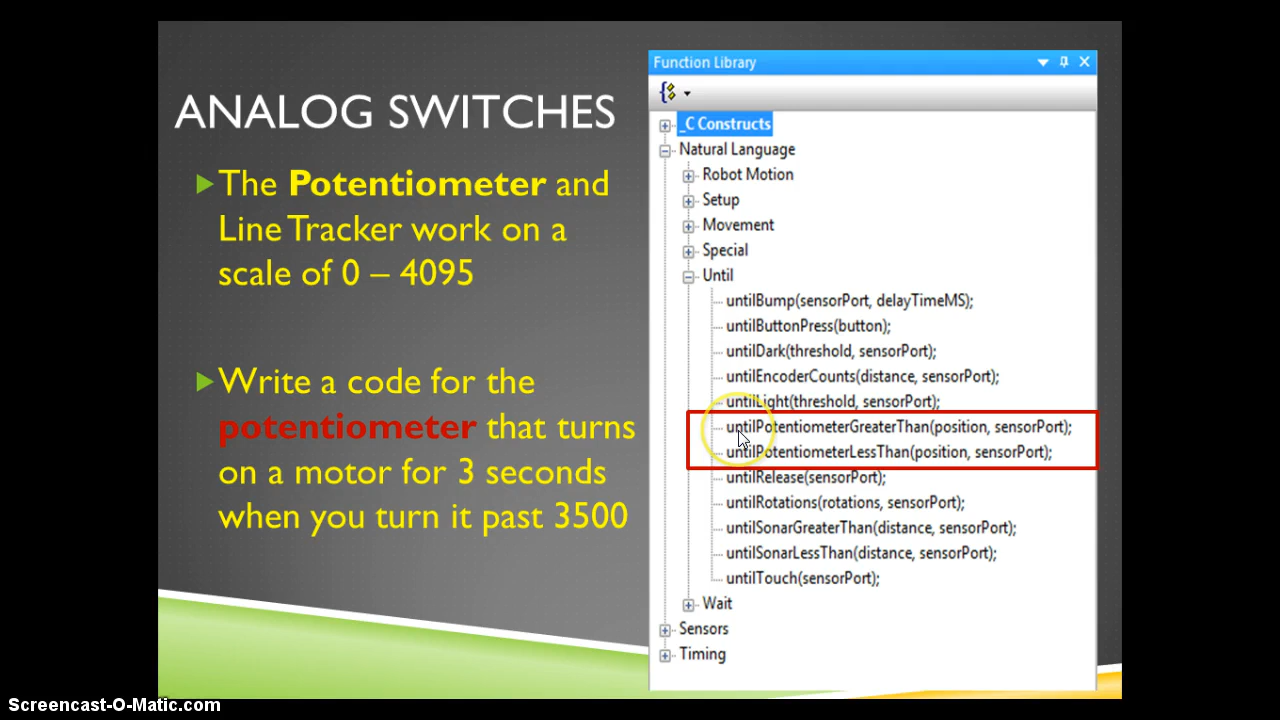 ANALOG SWITCHES
The Potentiometer and
Line Tracker work on a
scale of 0 – 4095
Write a code for the
potentiometer that turns
on a motor for 3 seconds
when you turn it past 3500
Function Library
_C Constructs
Natural Language
Robot Motion
Setup
Movement
Special
Until
untilBump(sensorPort, delayTimeMS);
untilButtonPress(button);
untilDark(threshold, sensorPort);
untilEncoderCounts(distance, sensorPort);
untilLight(threshold, sensorPort);
untilPotentiometerGreaterThan(position, sensorPort);
untilPotentiometerLessThan(position, sensorPort);
untilRelease(sensorPort);
untilRotations(rotations, sensorPort);
untilSonarGreaterThan(distance, sensorPort);
untilSonarLessThan(distance, sensorPort);
untilTouch(sensorPort);
Wait
Sensors
Timing
Screencast-O-Matic.com